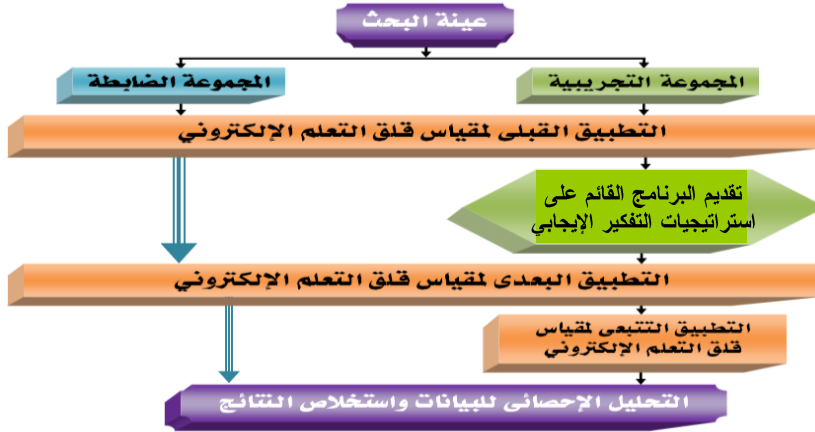 عينة البحث
المجموعة التجريبية
المجموعة الضابطة
التطبيق القبلى لمقياس قلق التعلم الإلكتروني
تقديم البرنامج القائم على
استراتيجيات التفكير الإيجابي
التطبيق البعدى لمقياس قلق التعلم الإلكتروني
التطبيق التتبعى لمقياس
قلق التعلم الإلكتروني
التحليل الإحصائى للبيانات واستخلاص النتائج